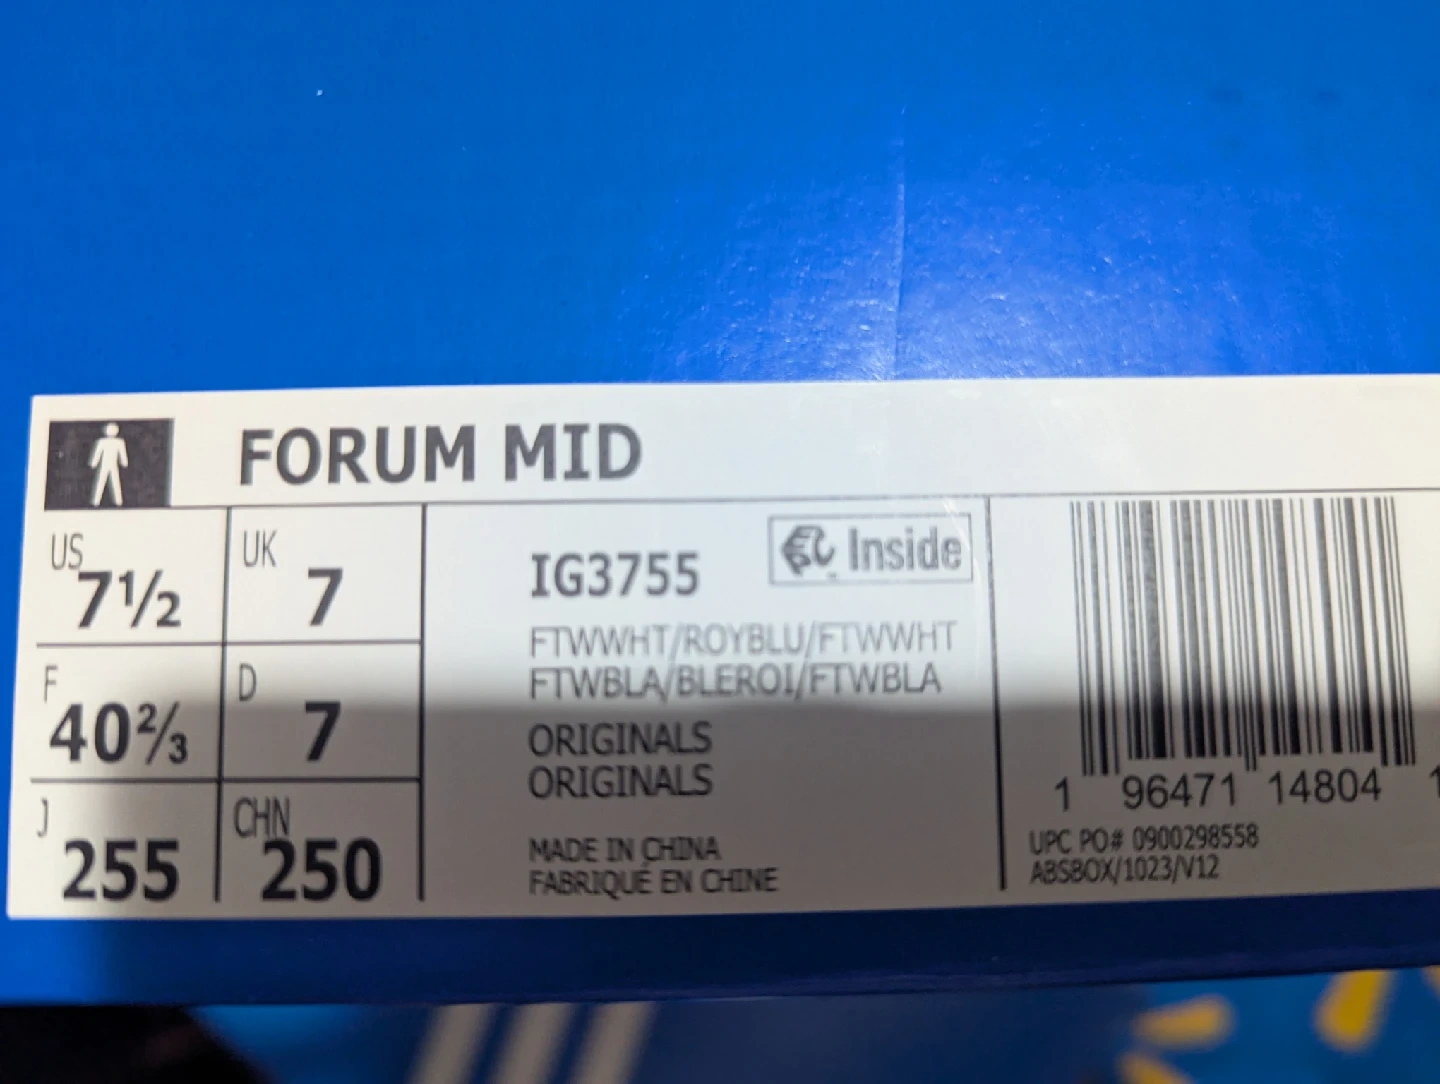 FORUM MID
US 7½
UK 7
F 40⅔
D 7
J 255
CHN 250
IG3755
Inside
FTWWHT/ROYBLU/FTWWHT
FTWBLA/BLEROI/FTWBLA
ORIGINALS
ORIGINALS
MADE IN CHINA
FABRIQUÉ EN CHINE
1 96471 14804 1
UPC PO# 0900298558
ABSBOX/1023/V12